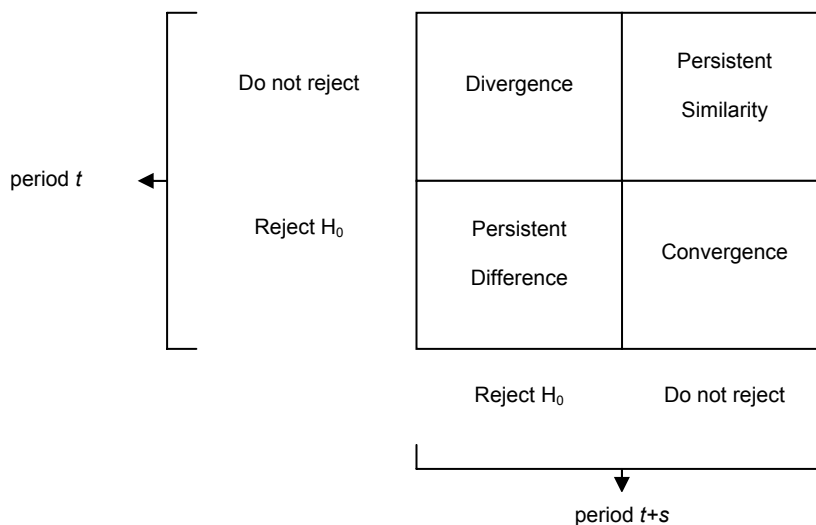 Persistent
Do not reject
Divergence
Similarity
period t
Reject H₀
Persistent
Convergence
Difference
Reject H₀
Do not reject
period t+s